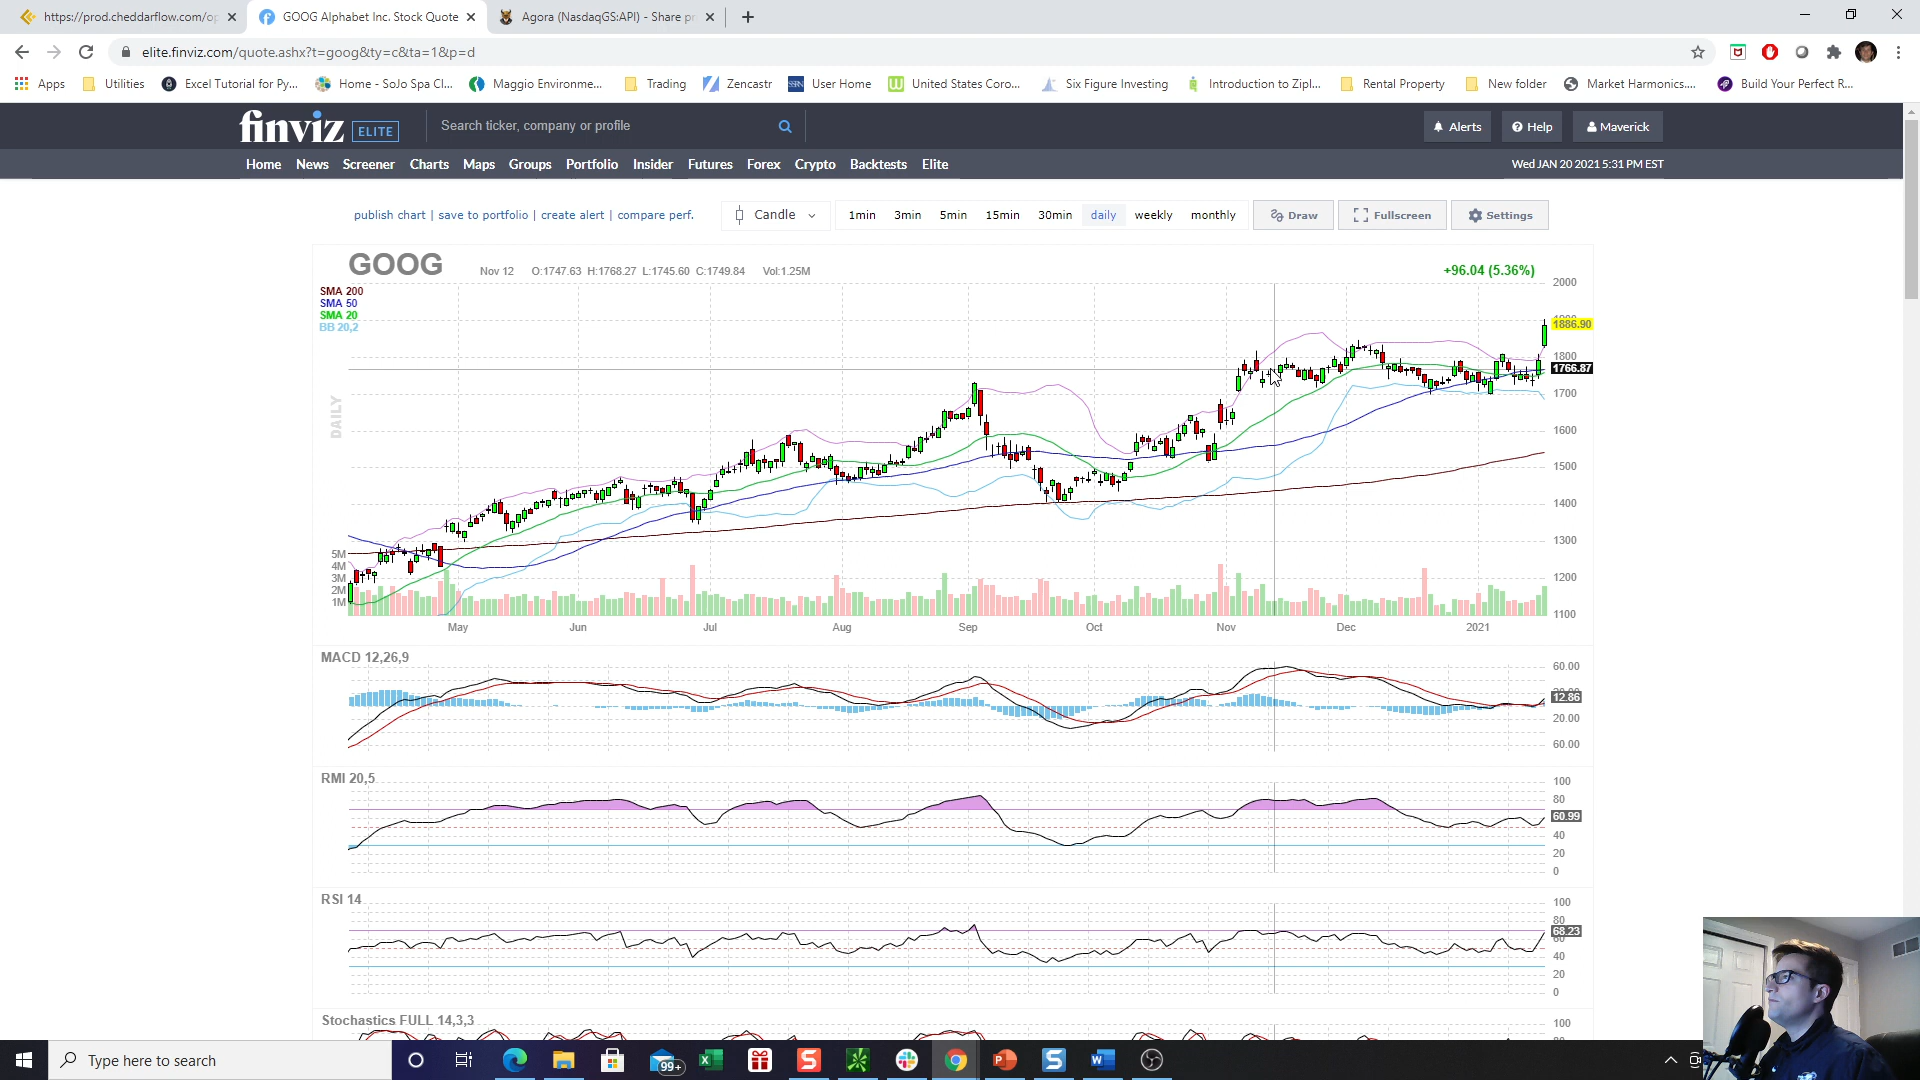 https://prod.cheddarflow.com/op
GOOG Alphabet Inc. Stock Quote
Agora (NasdaqGS:API) - Share pr
elite.finviz.com/quote.ashx?t=goog&ty=c&ta=1&p=d
Apps Utilities Excel Tutorial for Py... Home - SoJo Spa Cl... Maggio Environme... Trading Zencastr User Home United States Coro... Six Figure Investing Introduction to Zipl... Rental Property New folder Market Harmonics.... Build Your Perfect R...
finviz ELITE Search ticker, company or profile Alerts Help Maverick
Home News Screener Charts Maps Groups Portfolio Insider Futures Forex Crypto Backtests Elite Wed JAN 20 2021 5:31 PM EST
publish chart | save to portfolio | create alert | compare perf. Candle 1min 3min 5min 15min 30min daily weekly monthly Draw Fullscreen Settings
GOOG Nov 12 O:1747.63 H:1768.27 L:1745.60 C:1749.84 Vol:1.25M +96.04 (5.36%)
SMA 200
SMA 50
SMA 20
BB 20,2
DAILY
2000
1886.90
1800
1766.87
1700
1600
1500
1400
1300
1200
1100
5M
4M
3M
2M
1M
May Jun Jul Aug Sep Oct Nov Dec 2021
MACD 12,26,9
60.00
12.86
20.00
60.00
RMI 20,5
100
80
60.99
40
20
0
RSI 14
100
80
68.23
60
40
20
0
Stochastics FULL 14,3,3
100
Type here to search
99+